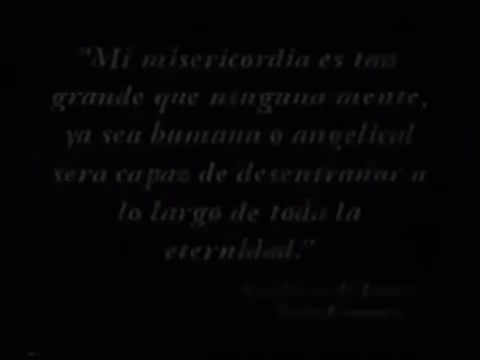 "Mi misericordia es tan
grande que ninguna mente,
ya sea humana o angelical
sera capaz de desentrañar a
lo largo de toda la
eternidad."